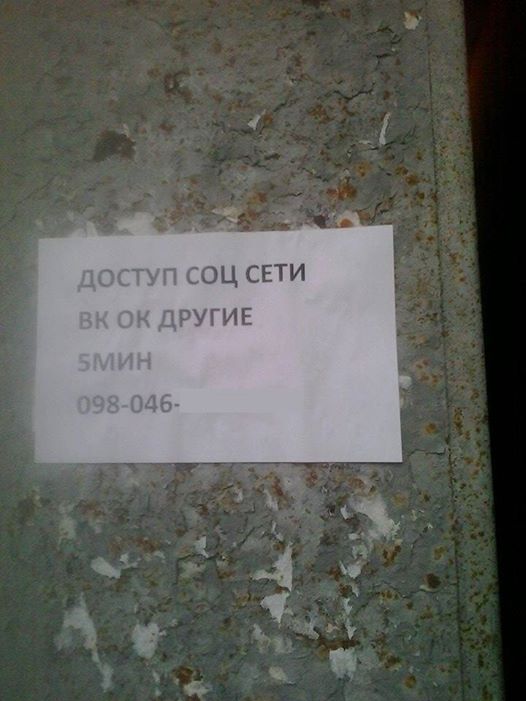 ДОСТУП СОЦ СЕТИ
ВК ОК ДРУГИЕ
5МИН
098-046-